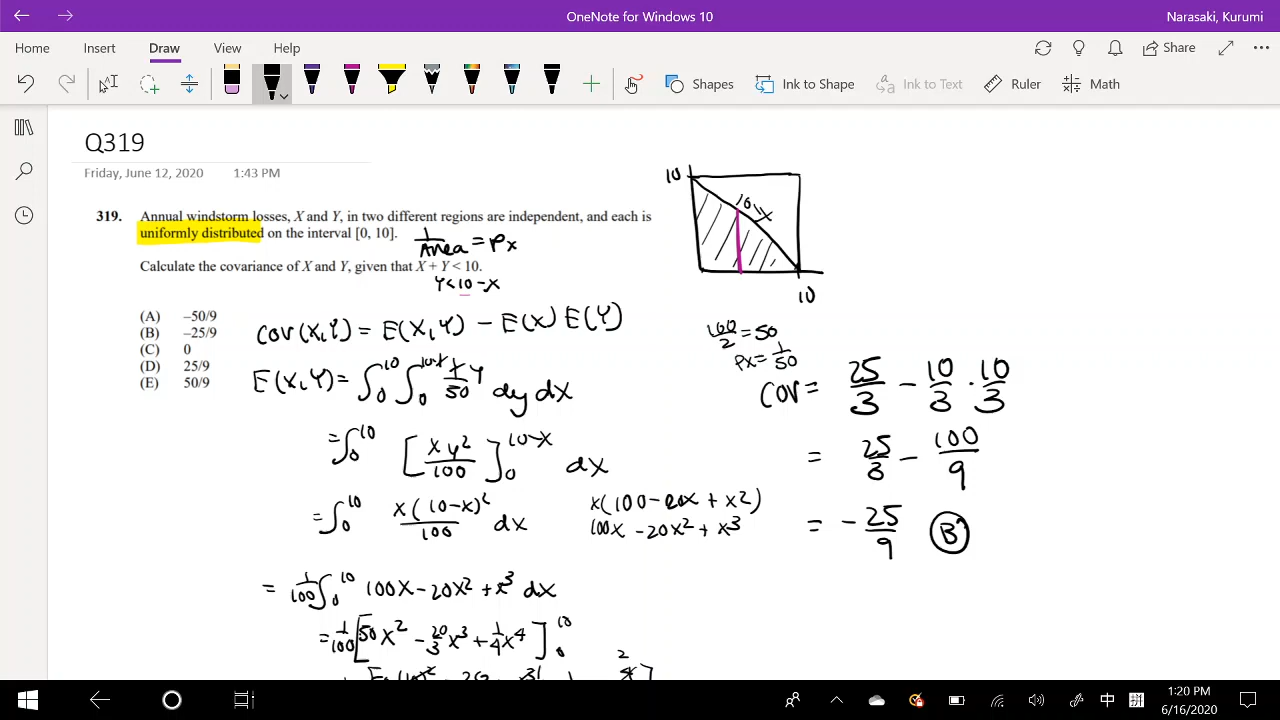 OneNote for Windows 10
Narasaki, Kurumi
Home Insert Draw View Help
Share
Shapes Ink to Shape Ink to Text Ruler Math
Q319
Friday, June 12, 2020 1:43 PM
319. Annual windstorm losses, X and Y, in two different regions are independent, and each is
uniformly distributed on the interval [0, 10].
1/Area = Px
Calculate the covariance of X and Y, given that X + Y < 10.
Y<10-X
(A) –50/9
(B) –25/9
(C) 0
(D) 25/9
(E) 50/9
10
10-X
10
100/2 = 50
Px = 1/50
Cov(X,Y) = E(X,Y) - E(X) E(Y)
E(X,Y) = ∫₀¹⁰ ∫₀¹⁰⁻ˣ x/50 y dy dx
= ∫₀¹⁰ [xy²/100]₀¹⁰⁻ˣ dx
= ∫₀¹⁰ x(10-x)²/100 dx
x(100-20x + x²)
100x -20x² + x³
= 1/100 ∫₀¹⁰ 100x - 20x² + x³ dx
= 1/100 [50x² - 20/3 x³ + 1/4 x⁴]₀¹⁰
Cov = 25/3 - 10/3 · 10/3
= 25/3 - 100/9
= - 25/9 (B)
中
1:20 PM
6/16/2020